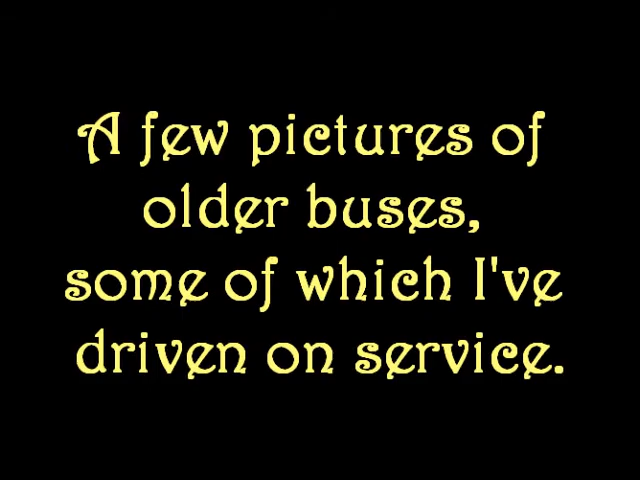 A few pictures of
older buses,
some of which I've
driven on service.